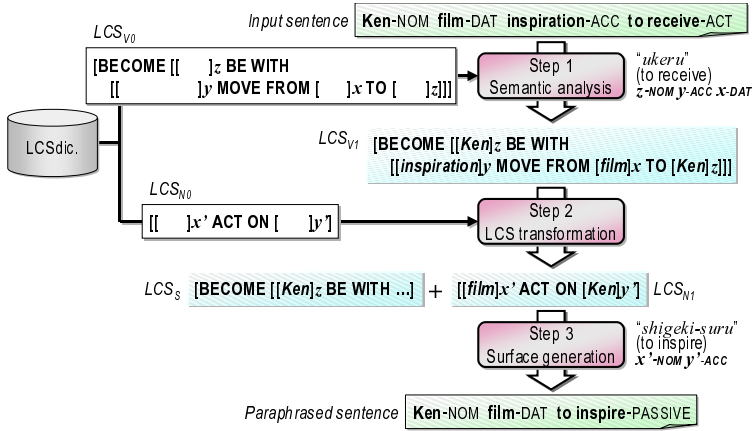 Input sentence Ken-NOM film-DAT inspiration-ACC to receive-ACT
LCSV0
[BECOME [[ ]z BE WITH
[[ ]y MOVE FROM [ ]x TO [ ]z]]]
Step 1
Semantic analysis
"ukeru"
(to receive)
z-NOM y-ACC x-DAT
LCSdic.
LCSV1
[BECOME [[Ken]z BE WITH
[[inspiration]y MOVE FROM [film]x TO [Ken]z]]]
LCSN0
[[ ]x' ACT ON [ ]y']
Step 2
LCS transformation
LCSS [BECOME [[Ken]z BE WITH ...] + [[film]x' ACT ON [Ken]y'] LCSN1
Step 3
Surface generation
"shigeki-suru"
(to inspire)
x'-NOM y'-ACC
Paraphrased sentence Ken-NOM film-DAT to inspire-PASSIVE